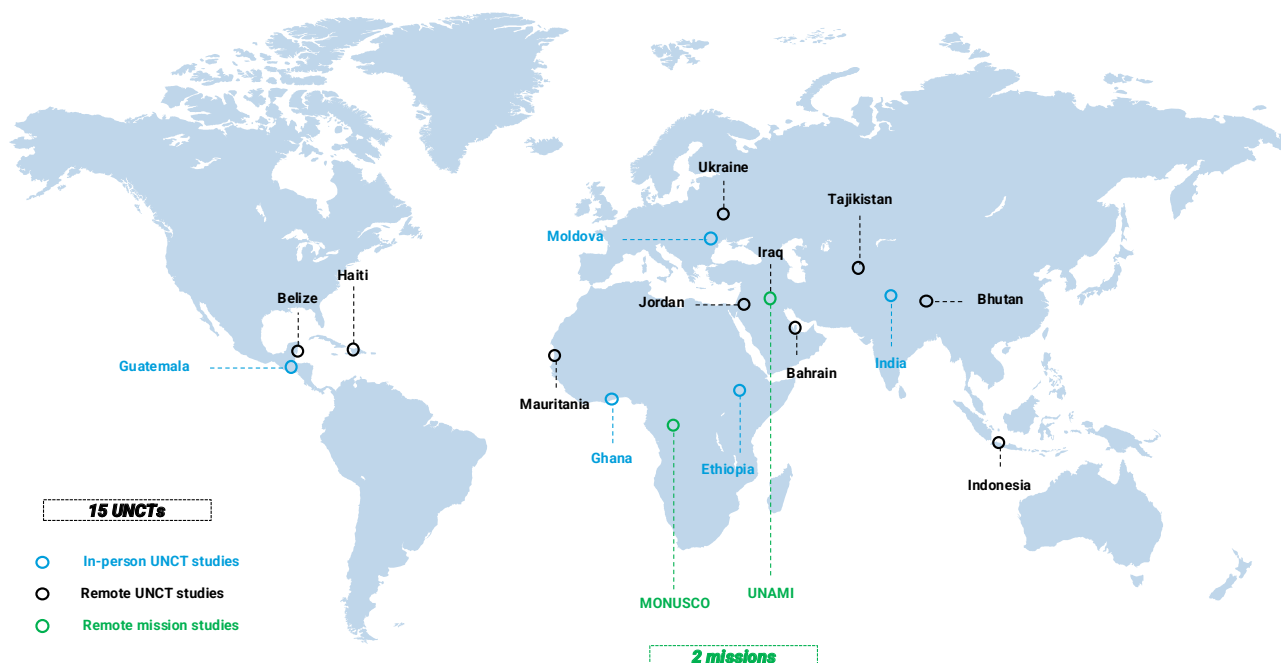 Ukraine
Tajikistan
Moldova
Iraq
Haiti
Belize
Jordan
Bhutan
Guatemala
India
Bahrain
Mauritania
Ghana
Ethiopia
Indonesia
15 UNCTs
In-person UNCT studies
Remote UNCT studies
Remote mission studies
MONUSCO
UNAMI
2 missions